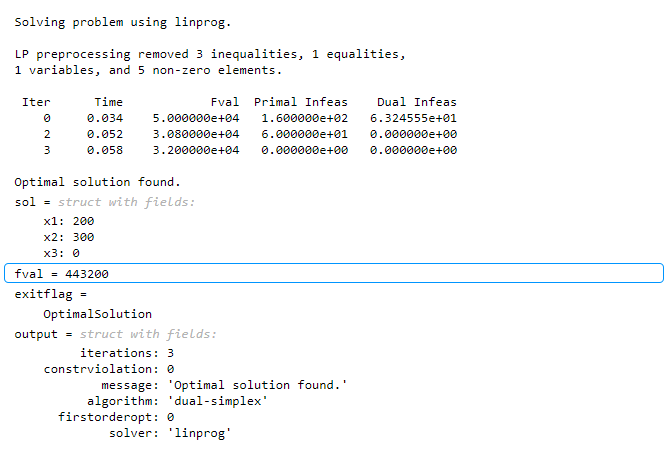 Solving problem using linprog.
LP preprocessing removed 3 inequalities, 1 equalities,
1 variables, and 5 non-zero elements.
Iter Time Fval Primal Infeas Dual Infeas
0 0.034 5.000000e+04 1.600000e+02 6.324555e+01
2 0.052 3.080000e+04 6.000000e+01 0.000000e+00
3 0.058 3.200000e+04 0.000000e+00 0.000000e+00
Optimal solution found.
sol = struct with fields:
x1: 200
x2: 300
x3: 0
fval = 443200
exitflag =
OptimalSolution
output = struct with fields:
iterations: 3
constrviolation: 0
message: 'Optimal solution found.'
algorithm: 'dual-simplex'
firstorderopt: 0
solver: 'linprog'